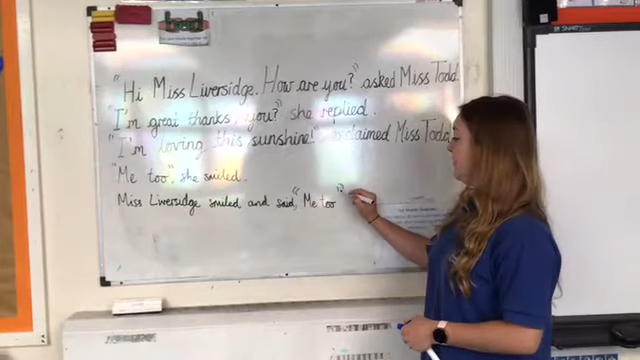 "Hi Miss Liversidge. How are you?" asked Miss Todd.
"I'm great thanks, you?" she replied.
"I'm loving this sunshine!" exclaimed Miss Todd
"Me too", she smiled.
Miss Liversidge smiled and said, "Me too"